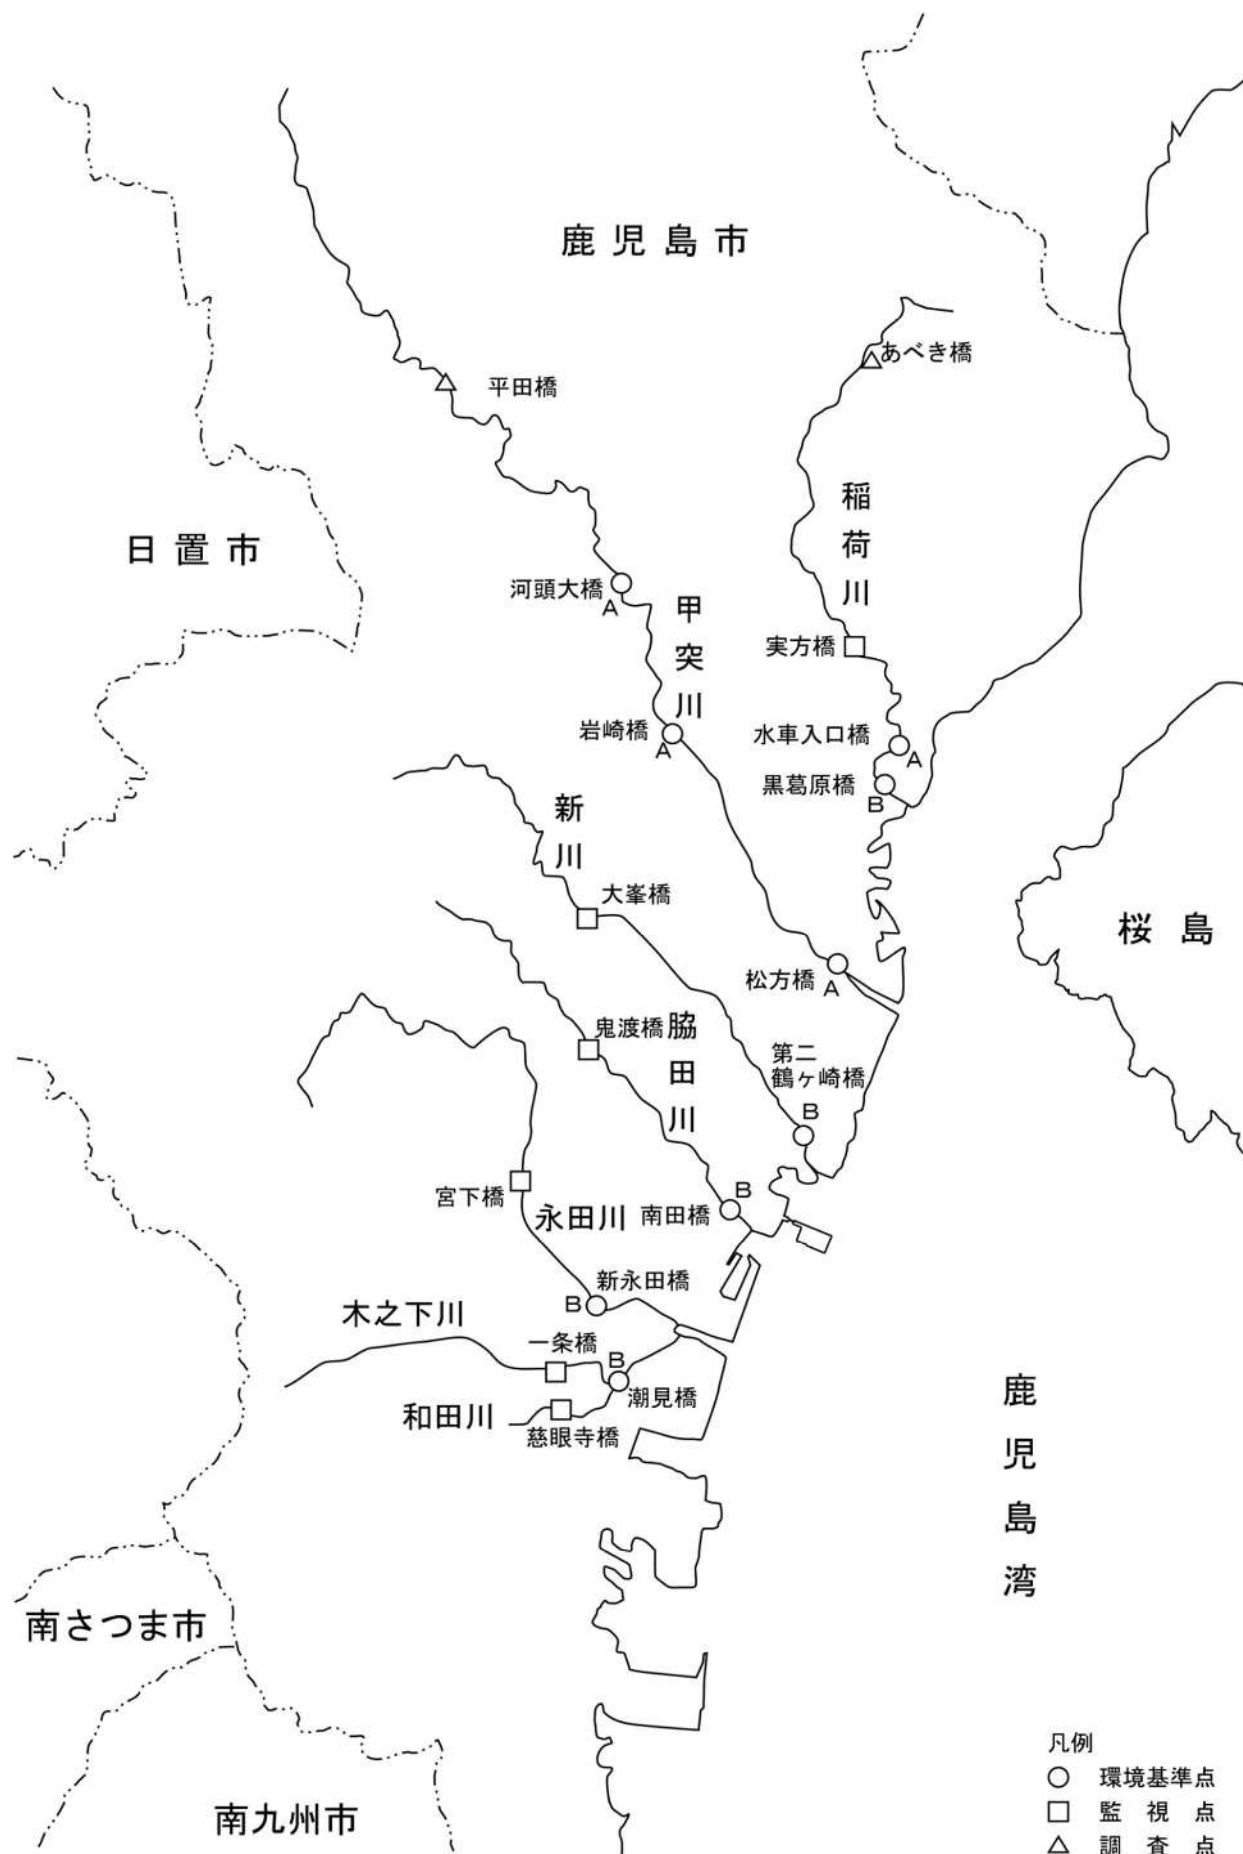 鹿児島市
あべき橋
平田橋
稲荷川
日置市
河頭大橋
A
甲突川
実方橋
岩崎橋
A
水車入口橋
A
黒葛原橋
B
新川
大峯橋
桜島
松方橋
A
鬼渡橋
脇田川
第二
鶴ヶ崎橋
B
宮下橋
永田川
南田橋
B
新永田橋
B
木之下川
一条橋
B
潮見橋
和田川
慈眼寺橋
鹿児島湾
南さつま市
南九州市
凡例
○ 環境基準点
□ 監視点
△ 調査点